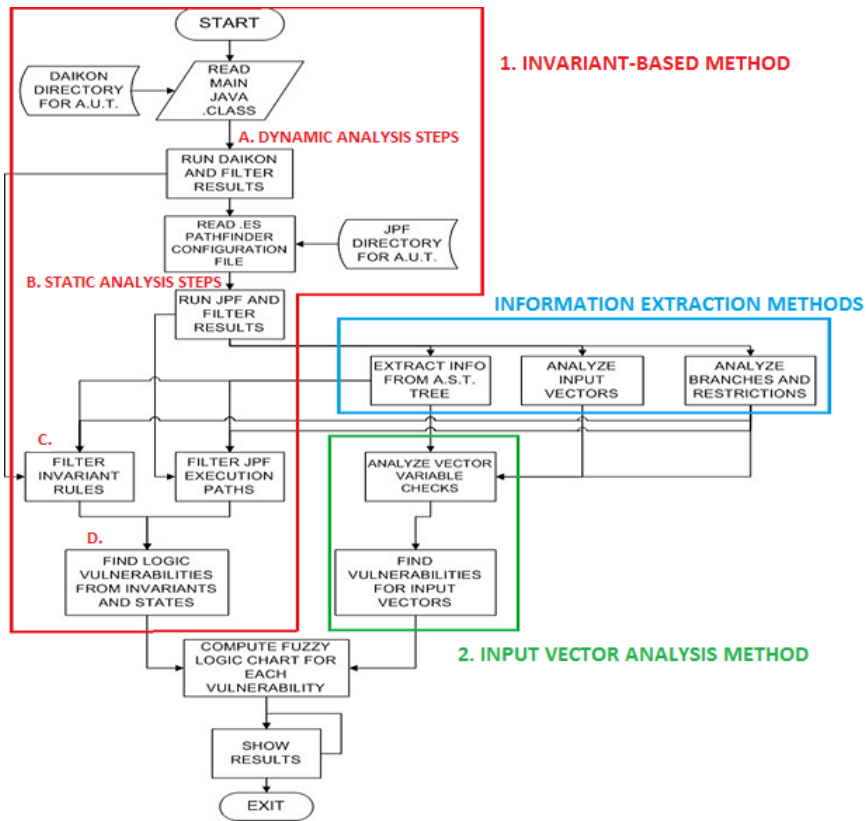 START
1. INVARIANT-BASED METHOD
DAIKON
DIRECTORY
FOR A.U.T.
READ
MAIN
JAVA
.CLASS
A. DYNAMIC ANALYSIS STEPS
RUN DAIKON
AND FILTER
RESULTS
READ .ES
PATHFINDER
CONFIGURATION
FILE
JPF
DIRECTORY
FOR A.U.T.
B. STATIC ANALYSIS STEPS
RUN JPF AND
FILTER
RESULTS
INFORMATION EXTRACTION METHODS
EXTRACT INFO
FROM A.S.T.
TREE
ANALYZE
INPUT
VECTORS
ANALYZE
BRANCHES AND
RESTRICTIONS
C.
FILTER
INVARIANT
RULES
FILTER JPF
EXECUTION
PATHS
ANALYZE VECTOR
VARIABLE
CHECKS
D.
FIND LOGIC
VULNERABILITIES
FROM INVARIANTS
AND STATES
FIND
VULNERABILITIES
FOR INPUT
VECTORS
2. INPUT VECTOR ANALYSIS METHOD
COMPUTE FUZZY
LOGIC CHART FOR
EACH
VULNERABILITY
SHOW
RESULTS
EXIT